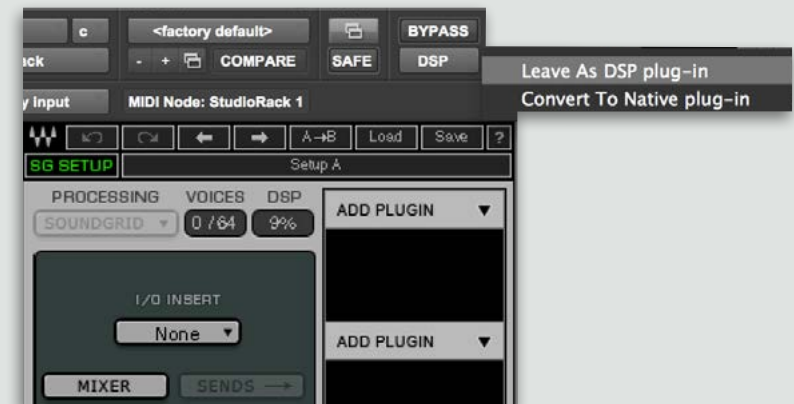 c <factory default> BYPASS
ack - + COMPARE SAFE DSP
Leave As DSP plug-in
Convert To Native plug-in
y Input MIDI Node: StudioRack 1
A→B Load Save ?
SG SETUP Setup A
PROCESSING VOICES DSP
SOUNDGRID 0 / 64 9%
ADD PLUGIN
I/O INSERT
None
ADD PLUGIN
MIXER SENDS